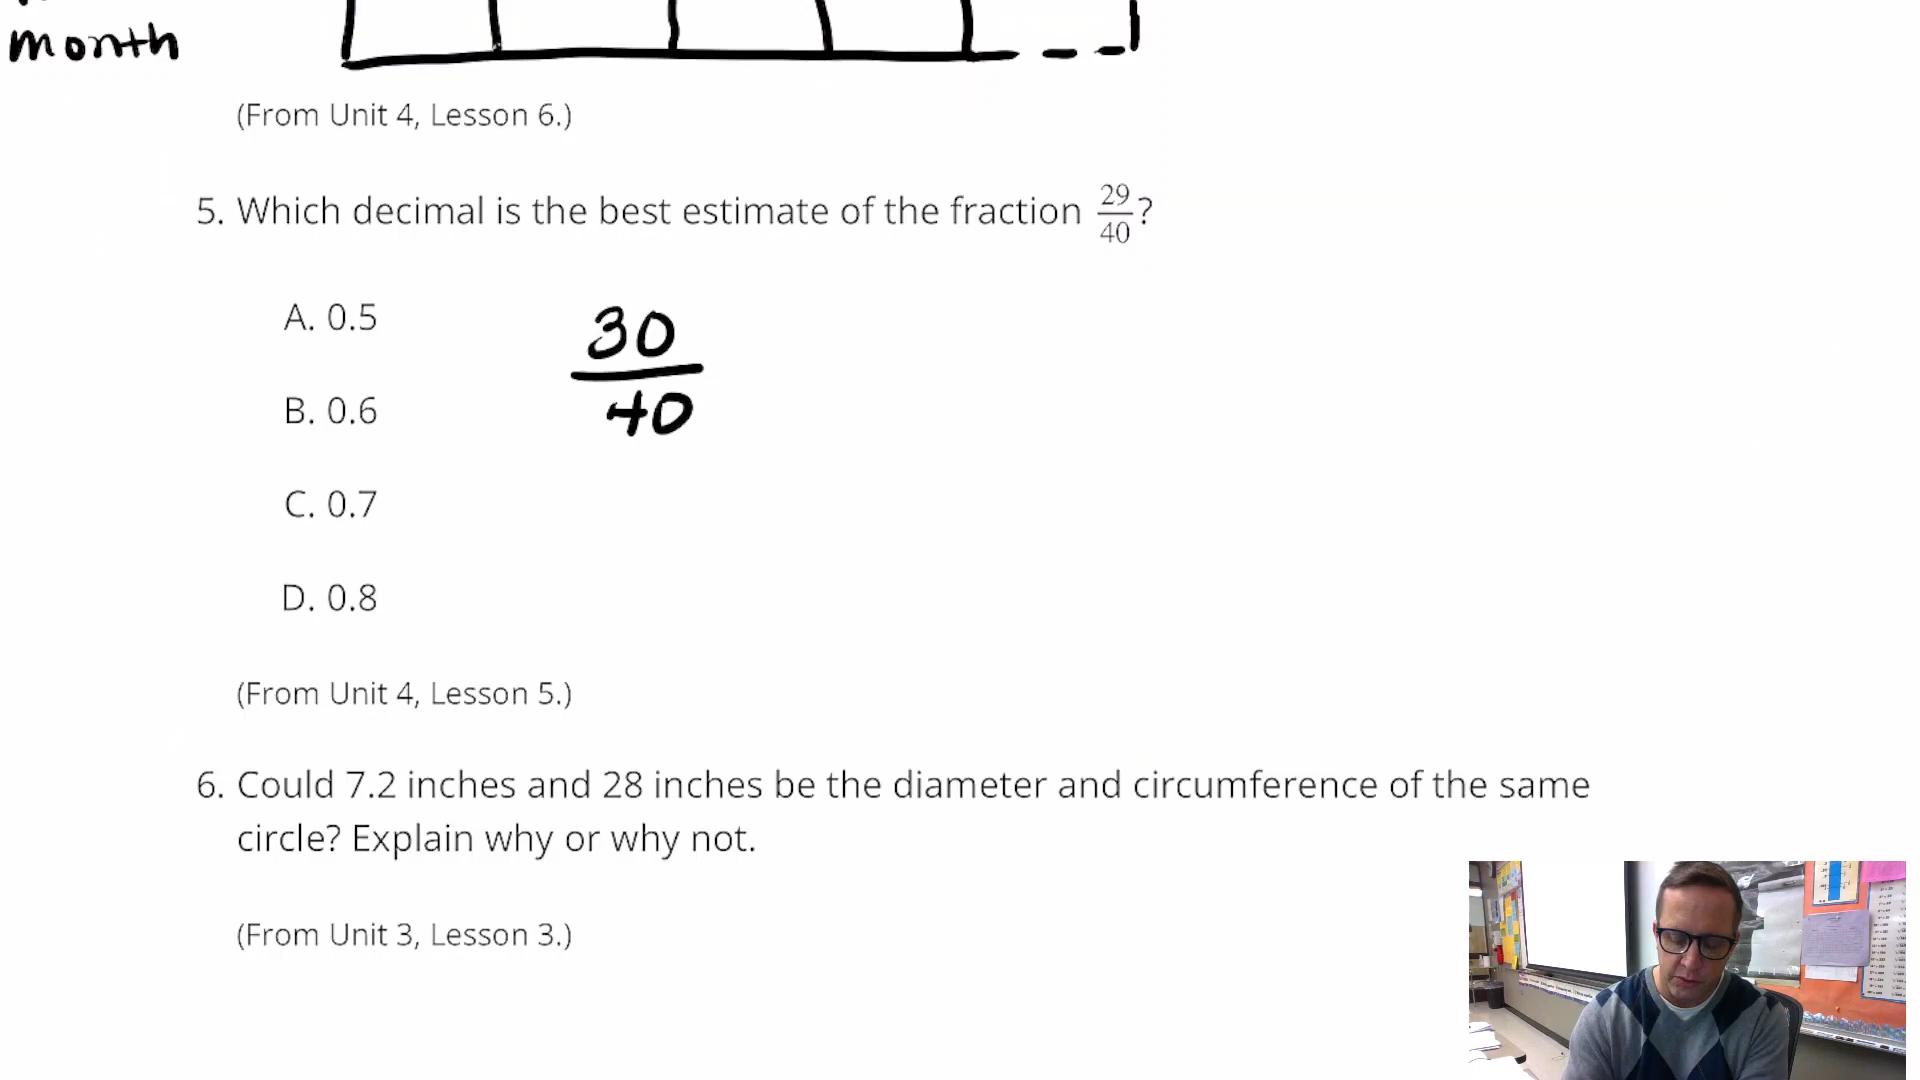 month
(From Unit 4, Lesson 6.)
5. Which decimal is the best estimate of the fraction 29/40?
A. 0.5
30
B. 0.6
40
C. 0.7
D. 0.8
(From Unit 4, Lesson 5.)
6. Could 7.2 inches and 28 inches be the diameter and circumference of the same
circle? Explain why or why not.
(From Unit 3, Lesson 3.)